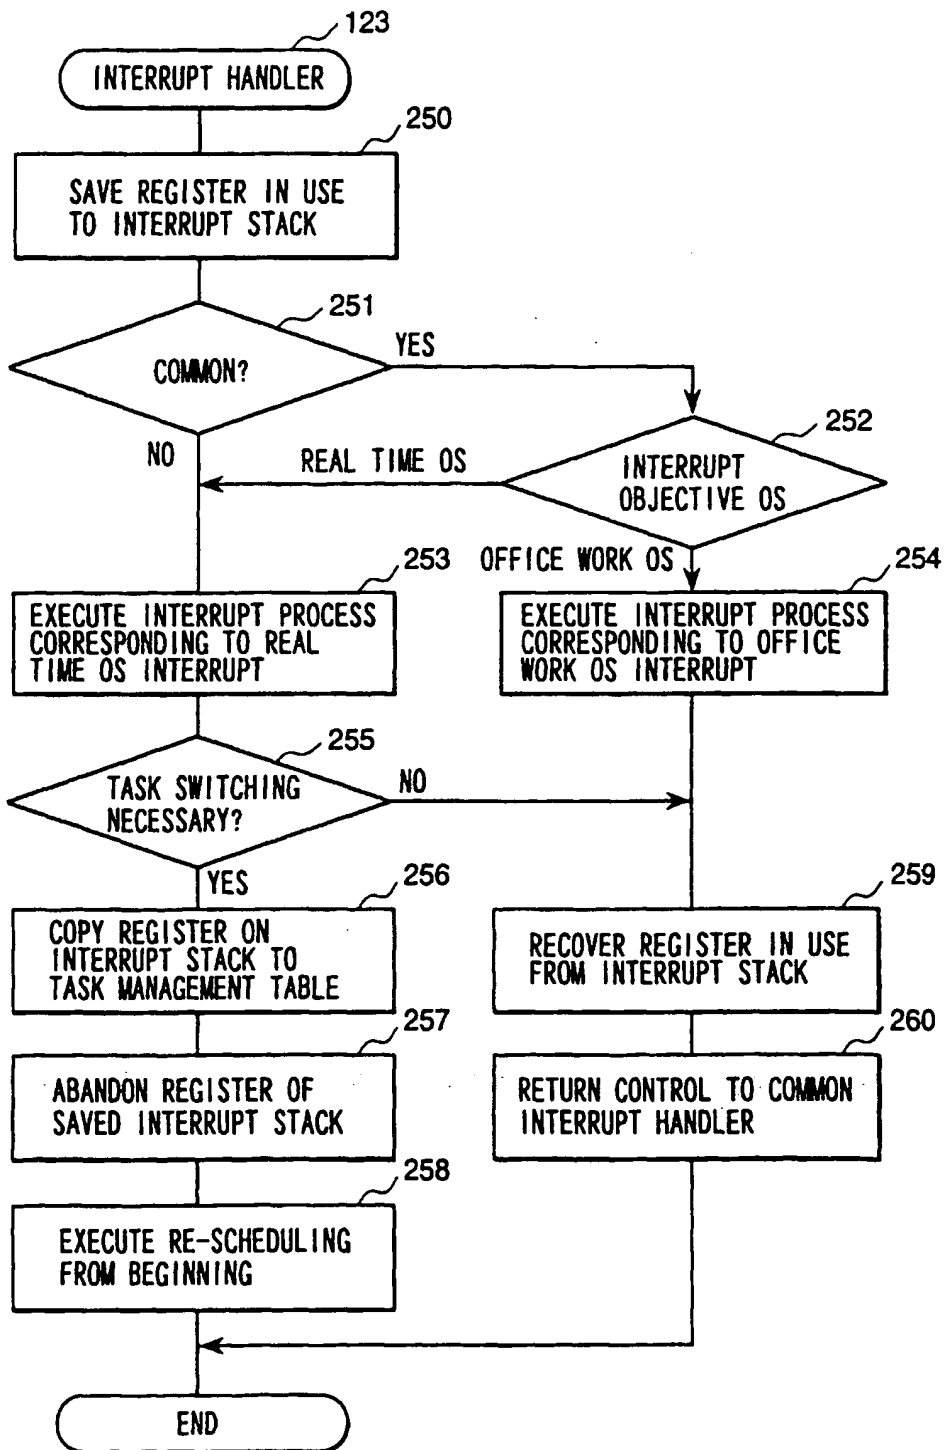 123
INTERRUPT HANDLER
250
SAVE REGISTER IN USE
TO INTERRUPT STACK
251
COMMON?
YES
NO
252
INTERRUPT
OBJECTIVE OS
REAL TIME OS
OFFICE WORK OS
253
EXECUTE INTERRUPT PROCESS
CORRESPONDING TO REAL
TIME OS INTERRUPT
254
EXECUTE INTERRUPT PROCESS
CORRESPONDING TO OFFICE
WORK OS INTERRUPT
255
TASK SWITCHING
NECESSARY?
NO
YES
256
COPY REGISTER ON
INTERRUPT STACK TO
TASK MANAGEMENT TABLE
257
ABANDON REGISTER OF
SAVED INTERRUPT STACK
258
EXECUTE RE-SCHEDULING
FROM BEGINNING
259
RECOVER REGISTER IN USE
FROM INTERRUPT STACK
260
RETURN CONTROL TO COMMON
INTERRUPT HANDLER
END